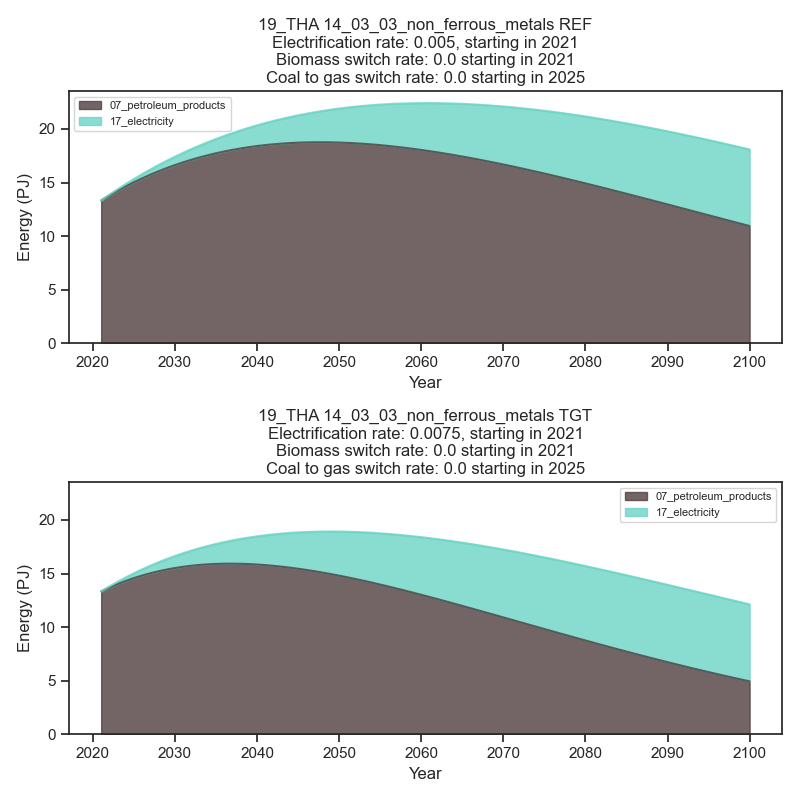 19_THA 14_03_03_non_ferrous_metals REF
Electrification rate: 0.005, starting in 2021
Biomass switch rate: 0.0 starting in 2021
Coal to gas switch rate: 0.0 starting in 2025
07_petroleum_products
17_electricity
Energy (PJ)
20
15
10
5
0
2020 2030 2040 2050 2060 2070 2080 2090 2100
Year
19_THA 14_03_03_non_ferrous_metals TGT
Electrification rate: 0.0075, starting in 2021
Biomass switch rate: 0.0 starting in 2021
Coal to gas switch rate: 0.0 starting in 2025
07_petroleum_products
17_electricity
Energy (PJ)
20
15
10
5
0
2020 2030 2040 2050 2060 2070 2080 2090 2100
Year